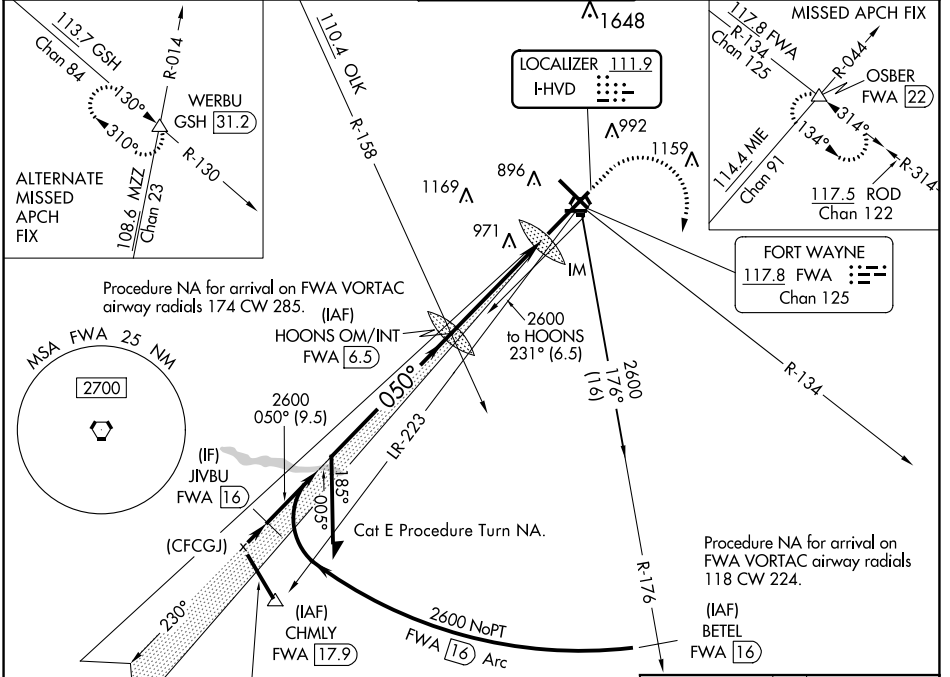 113.7 GSH
Chan 84
R-014
130°
310°
WERBU
GSH 31.2
R-130
ALTERNATE
MISSED
APCH
FIX
108.6 MZZ
Chan 23
110.4 OLK
R-158
1648
LOCALIZER 111.9
I-HVD
992
1159
896
1169
971
IM
117.8 FWA
R-134
Chan 125
MISSED APCH FIX
R-044
OSBER
FWA 22
314°
134°
R-314
114.4 MIE
Chan 91
117.5 ROD
Chan 122
FORT WAYNE
117.8 FWA
Chan 125
Procedure NA for arrival on FWA VORTAC
airway radials 174 CW 285.
(IAF)
HOONS OM/INT
FWA 6.5
2600
to HOONS
231° (6.5)
2600
176°
(16)
R-134
MSA FWA 25 NM
2700
050°
2600
050° (9.5)
LR-223
(IF)
JIVBU
FWA 16
185°
005°
Cat E Procedure Turn NA.
(CFCGJ)
230°
(IAF)
CHMLY
FWA 17.9
2600 NoPT
FWA 16 Arc
R-176
Procedure NA for arrival on
FWA VORTAC airway radials
118 CW 224.
(IAF)
BETEL
FWA 16